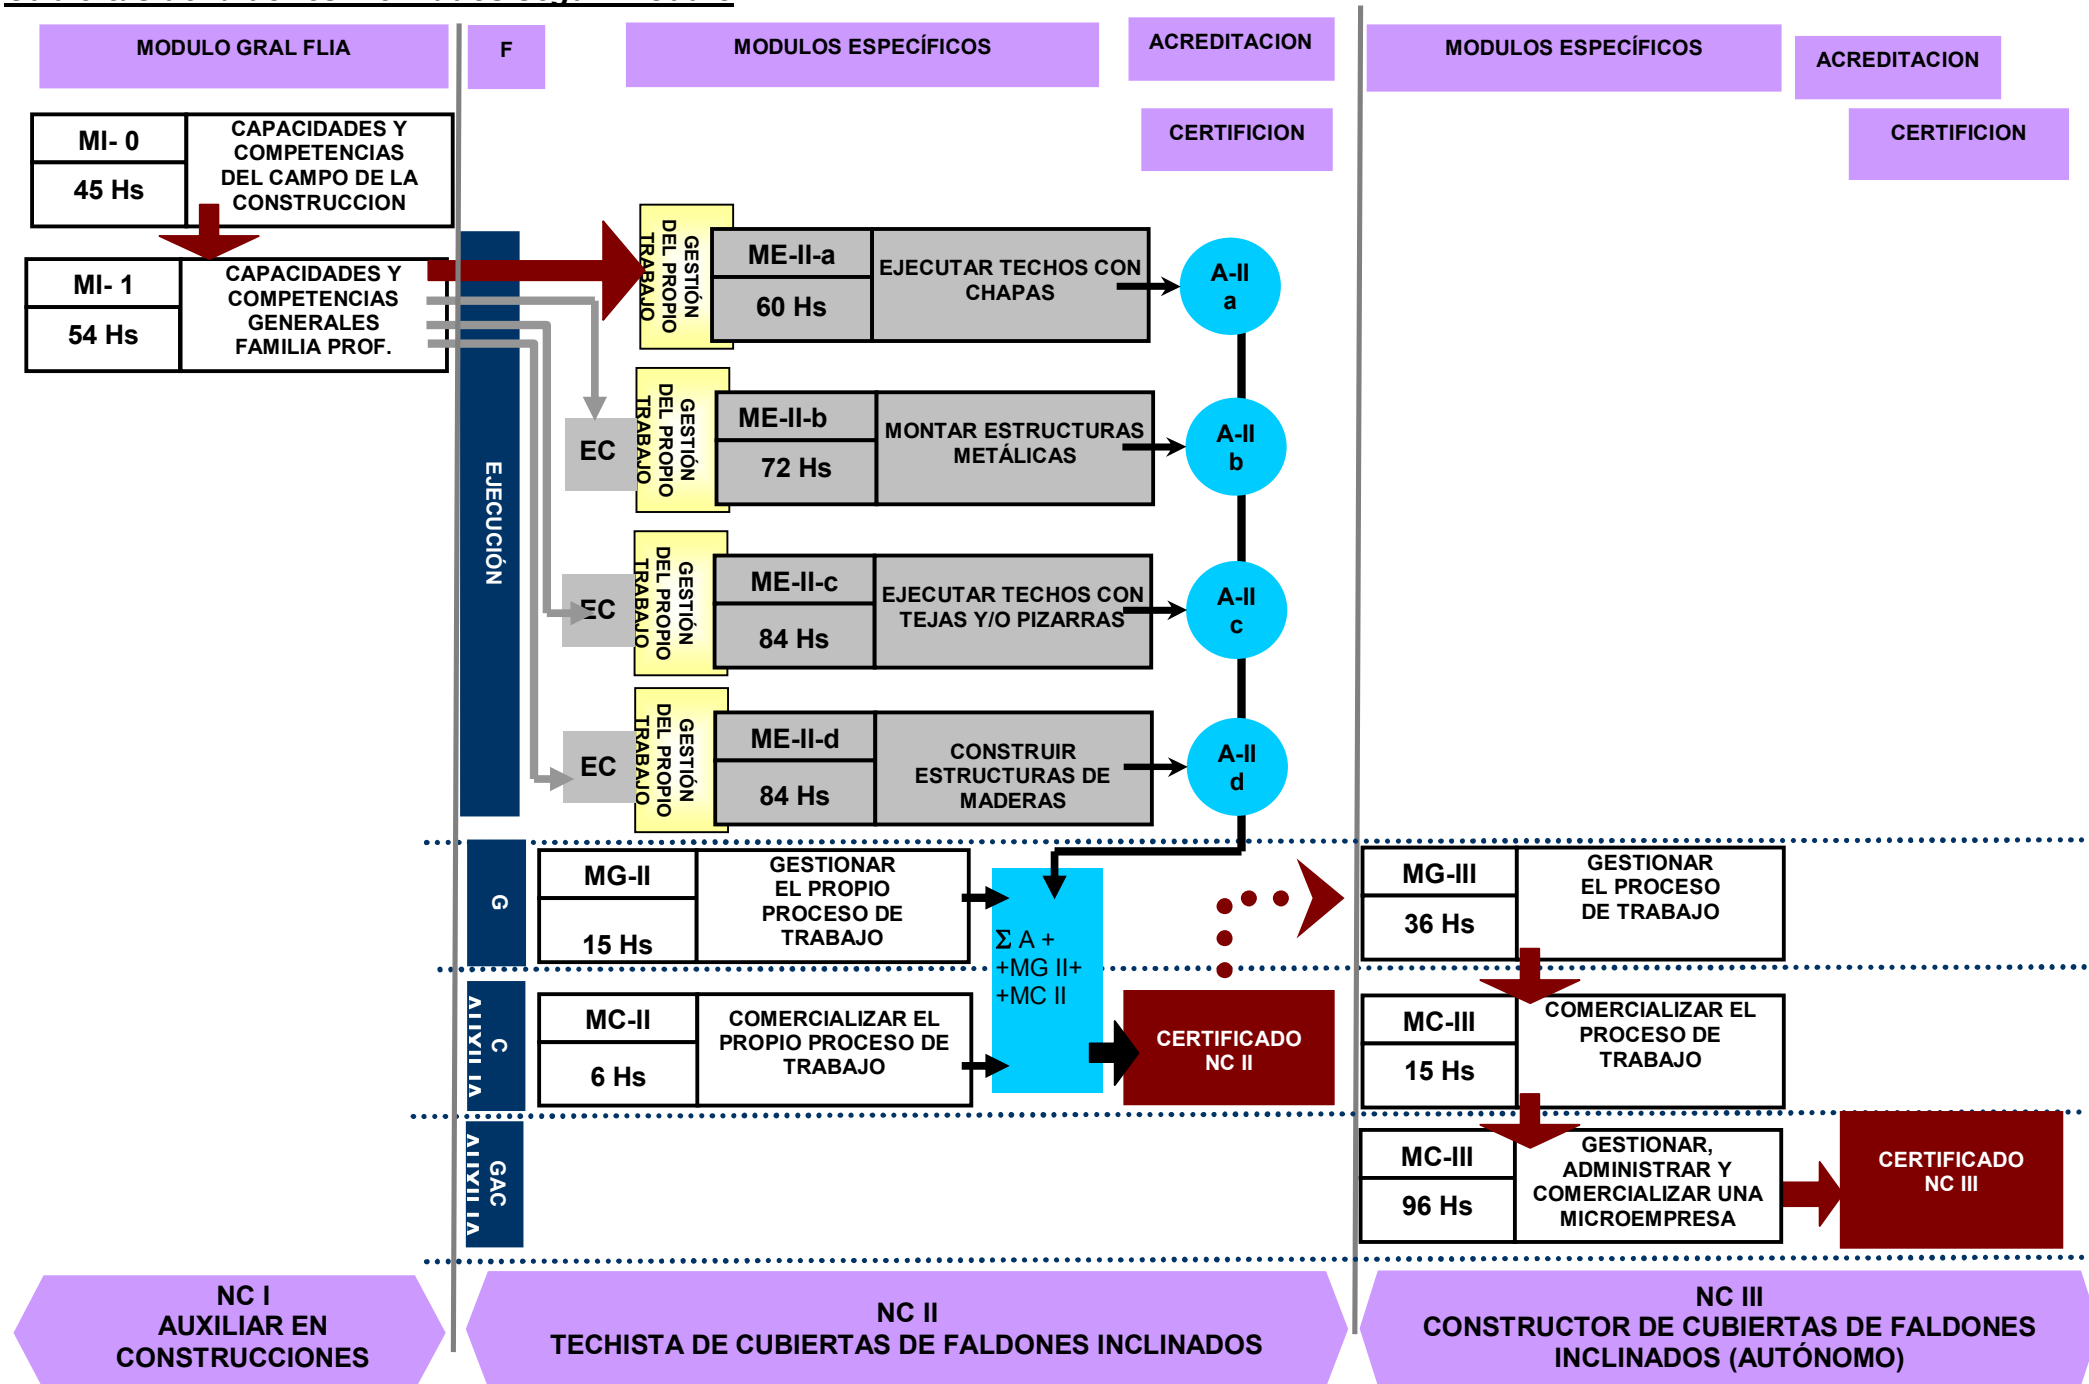 MODULO GRAL FLIA
F
MODULOS ESPECÍFICOS
ACREDITACION
CERTIFICION
MODULOS ESPECÍFICOS
ACREDITACION
CERTIFICION
MI- 0
45 Hs
CAPACIDADES Y
COMPETENCIAS
DEL CAMPO DE LA
CONSTRUCCION
MI- 1
54 Hs
CAPACIDADES Y
COMPETENCIAS
GENERALES
FAMILIA PROF.
EJECUCIÓN
GESTIÓN
DEL PROPIO
TRABAJO
ME-II-a
60 Hs
EJECUTAR TECHOS CON
CHAPAS
A-II
a
EC
GESTIÓN
DEL PROPIO
TRABAJO
ME-II-b
72 Hs
MONTAR ESTRUCTURAS
METÁLICAS
A-II
b
EC
GESTIÓN
DEL PROPIO
TRABAJO
ME-II-c
84 Hs
EJECUTAR TECHOS CON
TEJAS Y/O PIZARRAS
A-II
c
EC
GESTIÓN
DEL PROPIO
TRABAJO
ME-II-d
84 Hs
CONSTRUIR
ESTRUCTURAS DE
MADERAS
A-II
d
G
MG-II
15 Hs
GESTIONAR
EL PROPIO
PROCESO DE
TRABAJO
Σ A +
+MG II+
+MC II
MG-III
36 Hs
GESTIONAR
EL PROCESO
DE TRABAJO
C
MC-II
6 Hs
COMERCIALIZAR EL
PROPIO PROCESO DE
TRABAJO
CERTIFICADO
NC II
MC-III
15 Hs
COMERCIALIZAR EL
PROCESO DE
TRABAJO
GAC
MC-III
96 Hs
GESTIONAR,
ADMINISTRAR Y
COMERCIALIZAR UNA
MICROEMPRESA
CERTIFICADO
NC III
NC I
AUXILIAR EN
CONSTRUCCIONES
NC II
TECHISTA DE CUBIERTAS DE FALDONES INCLINADOS
NC III
CONSTRUCTOR DE CUBIERTAS DE FALDONES
INCLINADOS (AUTÓNOMO)